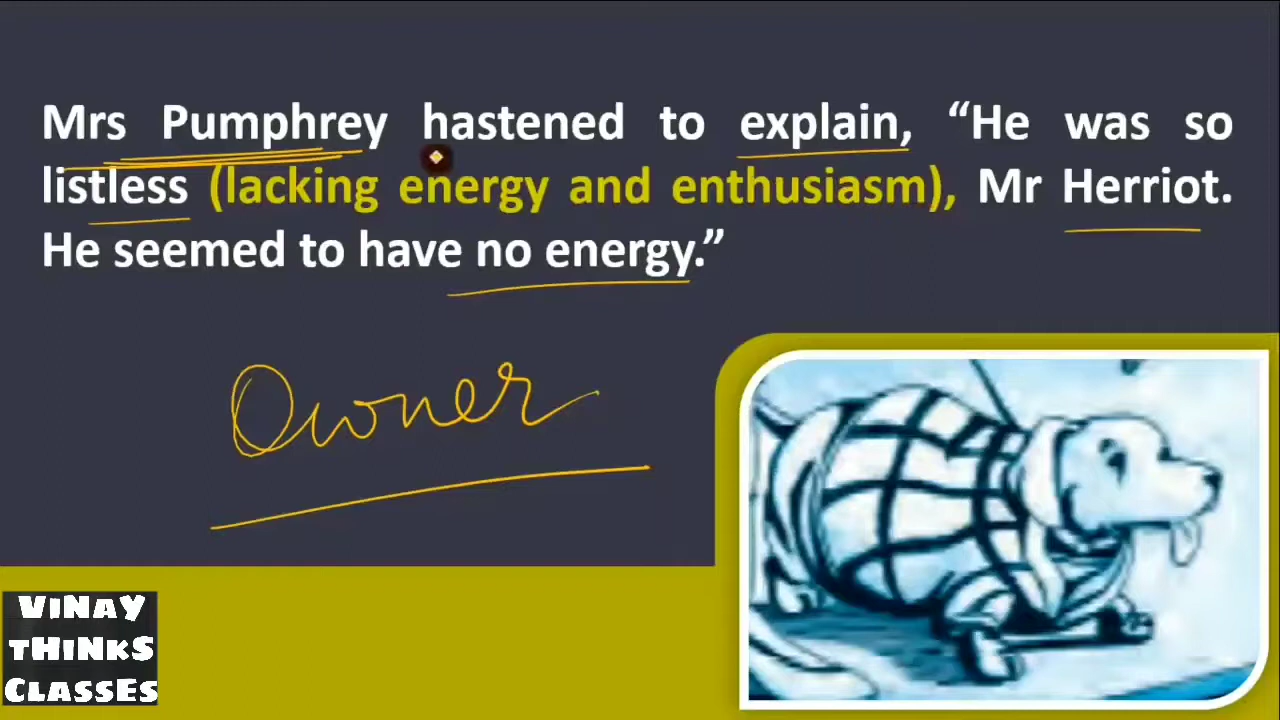 Mrs Pumphrey hastened to explain, “He was so
listless (lacking energy and enthusiasm), Mr Herriot.
He seemed to have no energy.”
Owner
ViNAY
tHiNKS
CLASSES